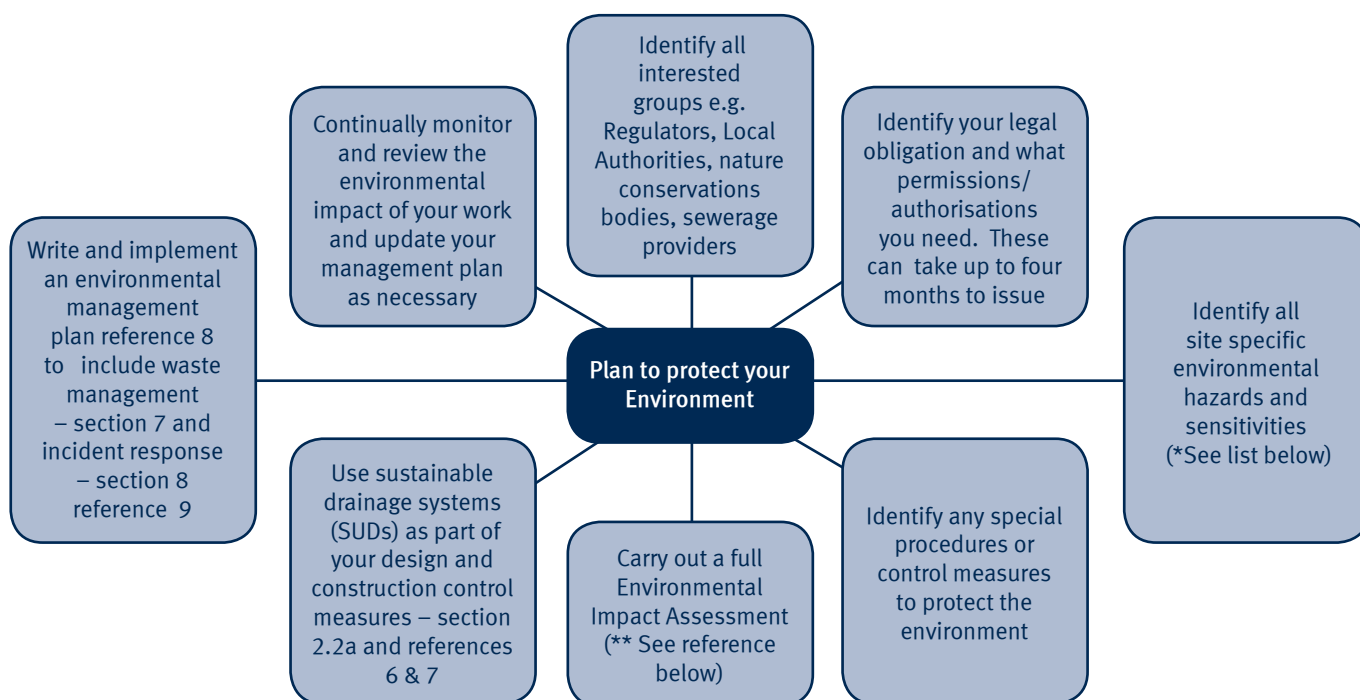 Identify all
interested
groups e.g.
Regulators, Local
Authorities, nature
conservations
bodies, sewerage
providers
Continually monitor
and review the
environmental
impact of your work
and update your
management plan
as necessary
Identify your legal
obligation and what
permissions/
authorisations
you need.  These
can  take up to four
months to issue
Write and implement
an environmental
management
plan reference 8
to   include waste
management
– section 7 and
incident response
– section 8
reference  9
Plan to protect your
Environment
Identify all
site specific
environmental
hazards and
sensitivities
(*See list below)
Use sustainable
drainage systems
(SUDs) as part of
your design and
construction control
measures – section
2.2a and references
6 & 7
Carry out a full
Environmental
Impact Assessment
(** See reference
below)
Identify any special
procedures or
control measures
to protect the
environment